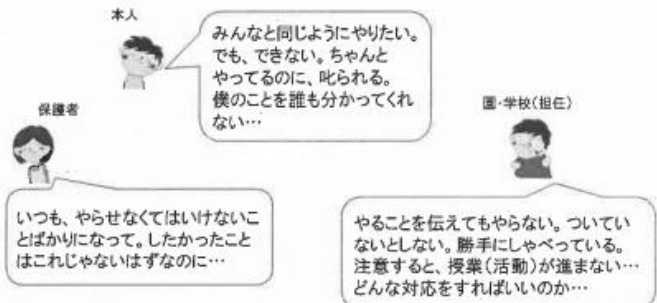 本人
みんなと同じようにやりたい。
でも、できない。ちゃんと
やってるのに、叱られる。
僕のことを誰も分かってくれ
ない…
保護者
いつも、やらせなくてはいけないこ
とばかりになって。したかったこと
はこれじゃないはずなのに…
園・学校(担任)
やることを伝えてもやらない。ついてい
ないとしない。勝手にしゃべっている。
注意すると、授業(活動)が進まない…
どんな対応をすればいいのか…